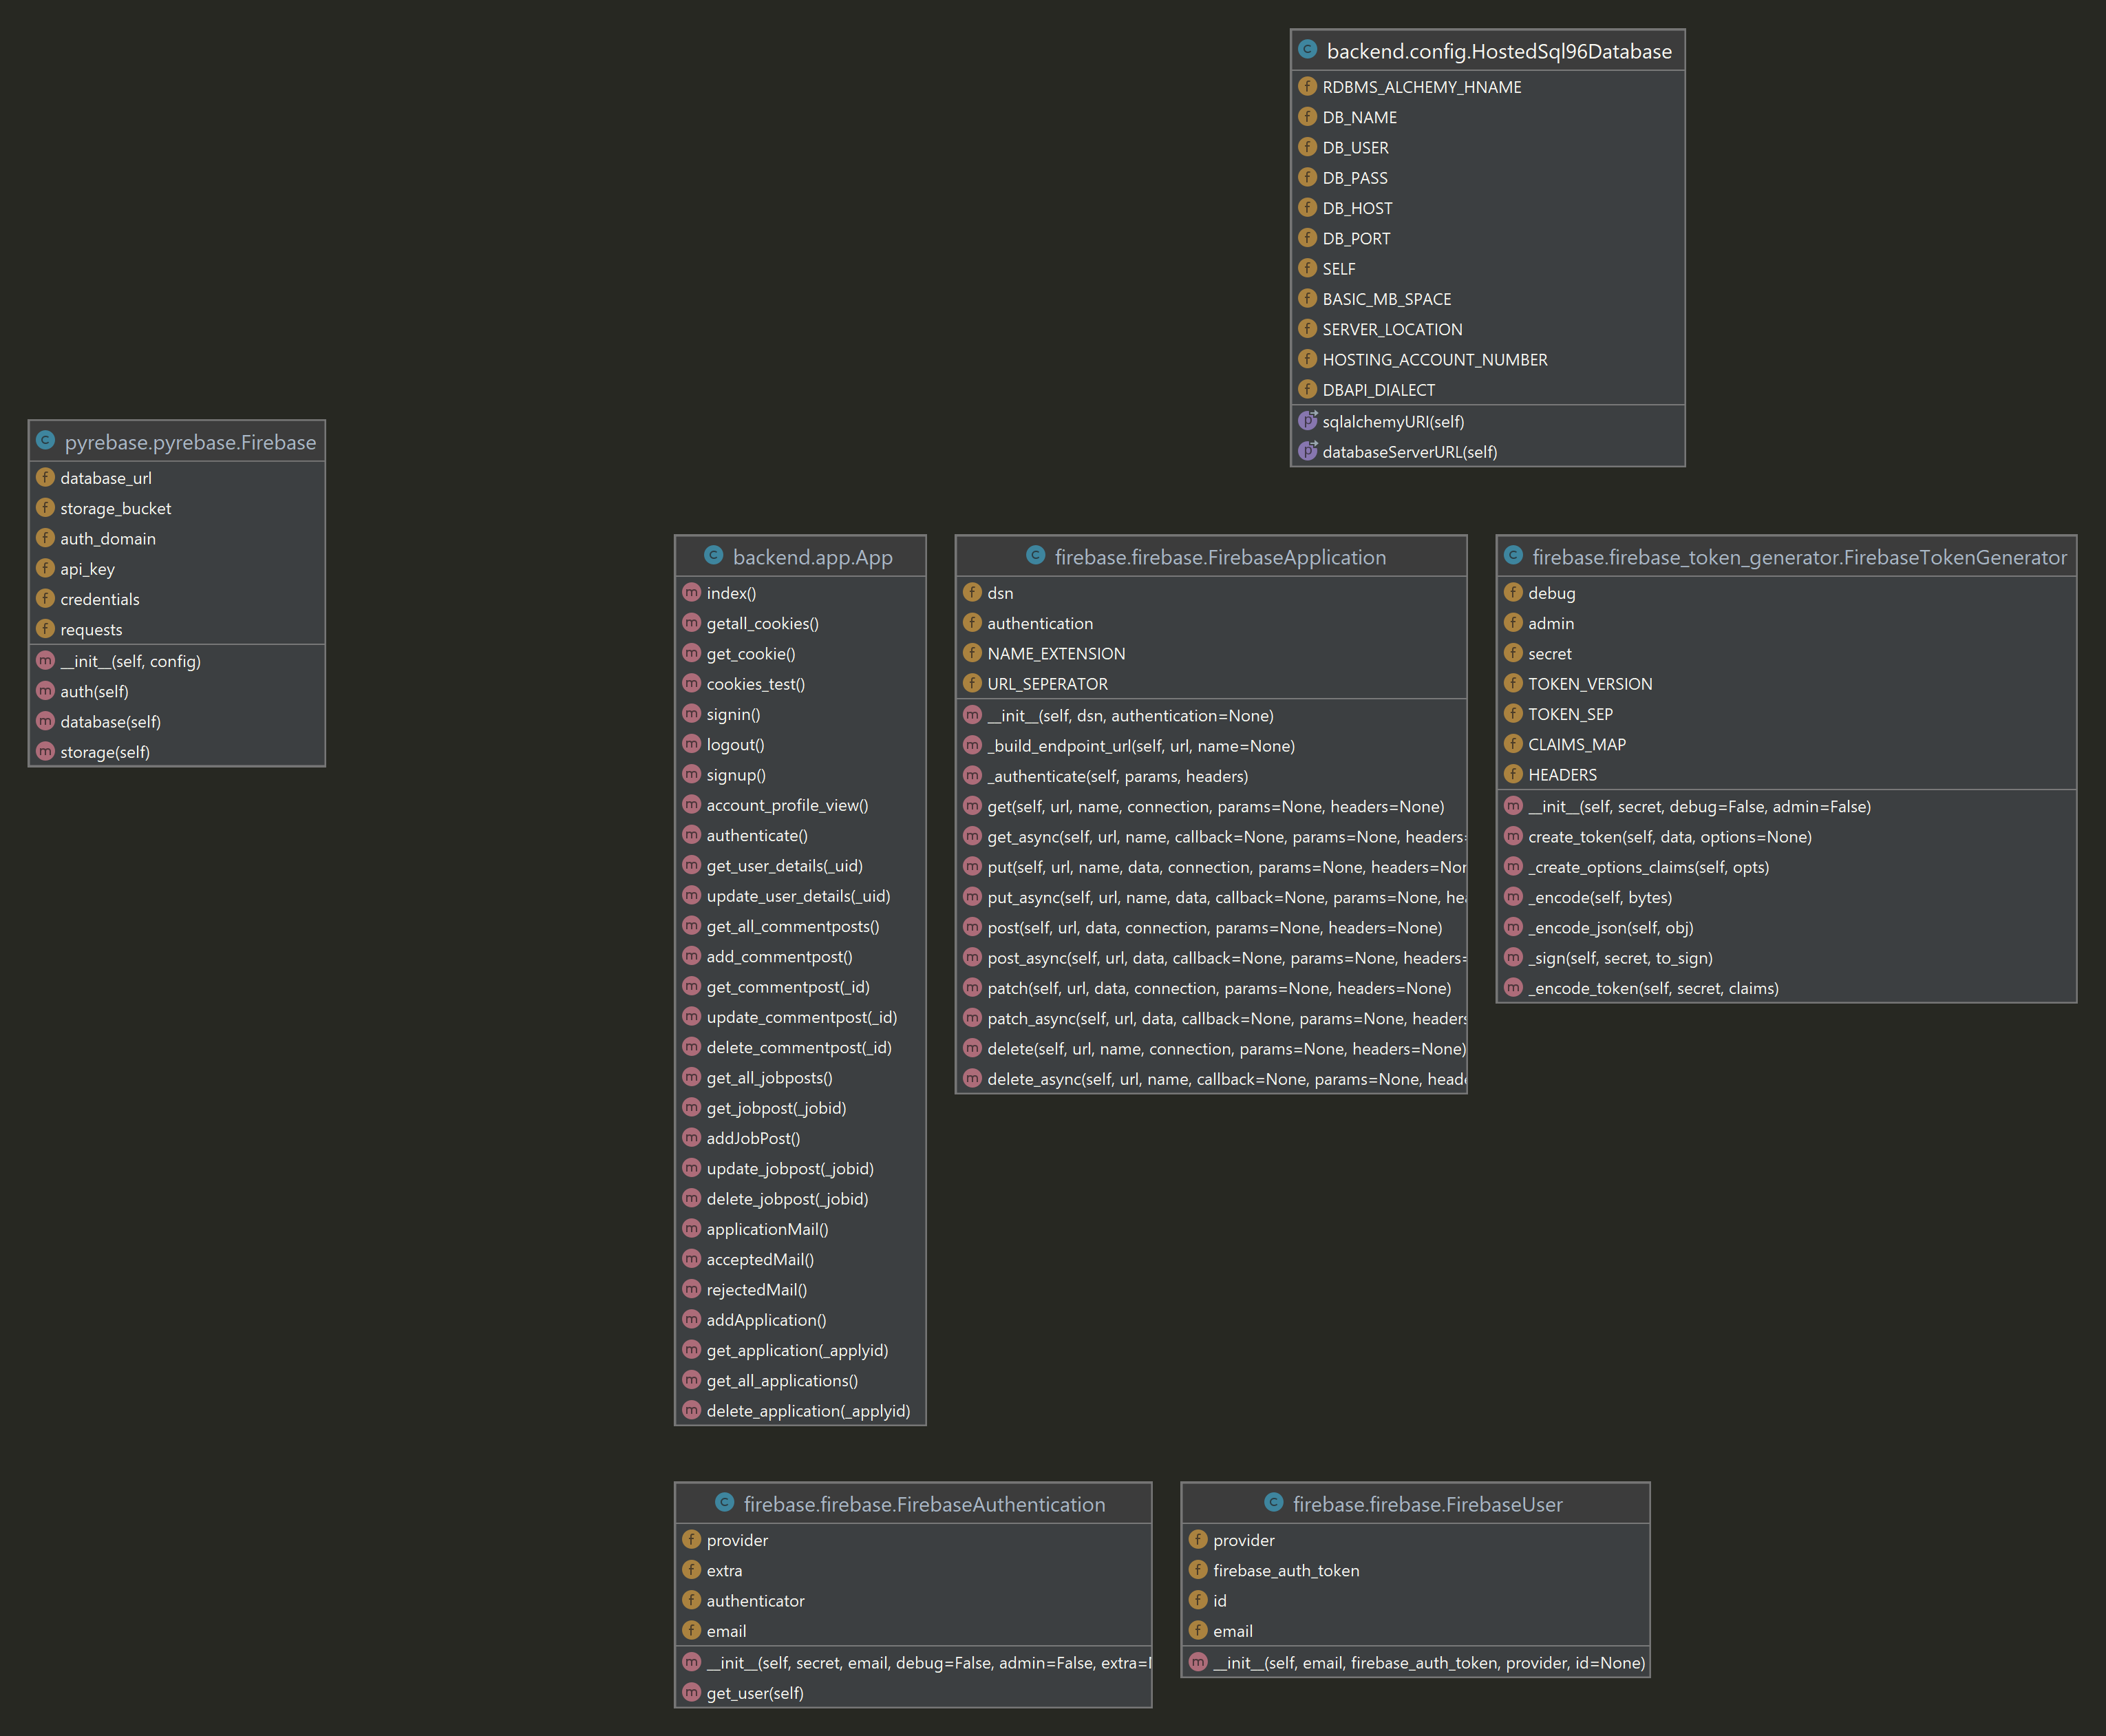 backend.config.HostedSql96Database
RDBMS_ALCHEMY_HNAME
DB_NAME
DB_USER
DB_PASS
DB_HOST
DB_PORT
SELF
BASIC_MB_SPACE
SERVER_LOCATION
HOSTING_ACCOUNT_NUMBER
DBAPI_DIALECT
sqlalchemyURI(self)
databaseServerURL(self)
pyrebase.pyrebase.Firebase
database_url
storage_bucket
auth_domain
api_key
credentials
requests
__init__(self, config)
auth(self)
database(self)
storage(self)
backend.app.App
index()
getall_cookies()
get_cookie()
cookies_test()
signin()
logout()
signup()
account_profile_view()
authenticate()
get_user_details(_uid)
update_user_details(_uid)
get_all_commentposts()
add_commentpost()
get_commentpost(_id)
update_commentpost(_id)
delete_commentpost(_id)
get_all_jobposts()
get_jobpost(_jobid)
addJobPost()
update_jobpost(_jobid)
delete_jobpost(_jobid)
applicationMail()
acceptedMail()
rejectedMail()
addApplication()
get_application(_applyid)
get_all_applications()
delete_application(_applyid)
firebase.firebase.FirebaseApplication
dsn
authentication
NAME_EXTENSION
URL_SEPERATOR
__init__(self, dsn, authentication=None)
_build_endpoint_url(self, url, name=None)
_authenticate(self, params, headers)
get(self, url, name, connection, params=None, headers=None)
get_async(self, url, name, callback=None, params=None, headers=
put(self, url, name, data, connection, params=None, headers=Nor
put_async(self, url, name, data, callback=None, params=None, hea
post(self, url, data, connection, params=None, headers=None)
post_async(self, url, data, callback=None, params=None, headers=
patch(self, url, data, connection, params=None, headers=None)
patch_async(self, url, data, callback=None, params=None, headers
delete(self, url, name, connection, params=None, headers=None)
delete_async(self, url, name, callback=None, params=None, heade
firebase.firebase_token_generator.FirebaseTokenGenerator
debug
admin
secret
TOKEN_VERSION
TOKEN_SEP
CLAIMS_MAP
HEADERS
__init__(self, secret, debug=False, admin=False)
create_token(self, data, options=None)
_create_options_claims(self, opts)
_encode(self, bytes)
_encode_json(self, obj)
_sign(self, secret, to_sign)
_encode_token(self, secret, claims)
firebase.firebase.FirebaseAuthentication
provider
extra
authenticator
email
__init__(self, secret, email, debug=False, admin=False, extra=
get_user(self)
firebase.firebase.FirebaseUser
provider
firebase_auth_token
id
email
__init__(self, email, firebase_auth_token, provider, id=None)